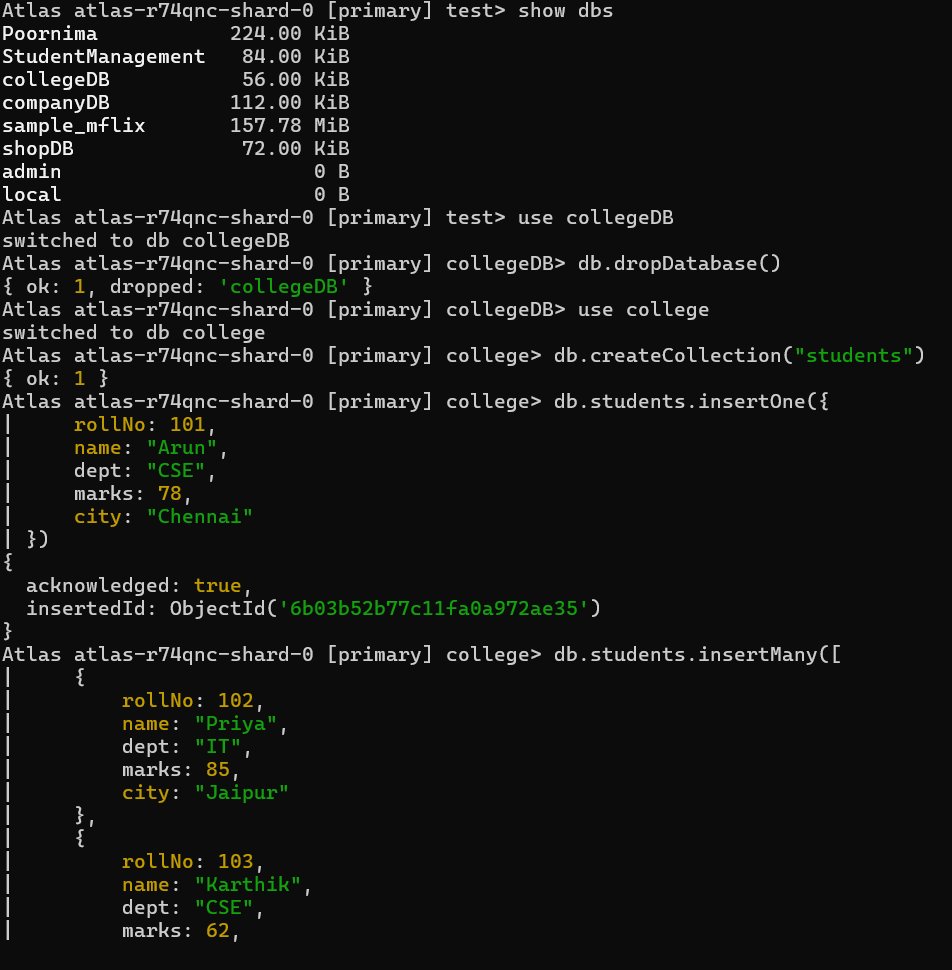 Atlas atlas-r74qnc-shard-0 [primary] test> show dbs
Poornima           224.00 KiB
StudentManagement   84.00 KiB
collegeDB           56.00 KiB
companyDB          112.00 KiB
sample_mflix       157.78 MiB
shopDB              72.00 KiB
admin                     0 B
local                     0 B
Atlas atlas-r74qnc-shard-0 [primary] test> use collegeDB
switched to db collegeDB
Atlas atlas-r74qnc-shard-0 [primary] collegeDB> db.dropDatabase()
{ ok: 1, dropped: 'collegeDB' }
Atlas atlas-r74qnc-shard-0 [primary] collegeDB> use college
switched to db college
Atlas atlas-r74qnc-shard-0 [primary] college> db.createCollection("students")
{ ok: 1 }
Atlas atlas-r74qnc-shard-0 [primary] college> db.students.insertOne({
|     rollNo: 101,
|     name: "Arun",
|     dept: "CSE",
|     marks: 78,
|     city: "Chennai"
| })
{
  acknowledged: true,
  insertedId: ObjectId('6b03b52b77c11fa0a972ae35')
}
Atlas atlas-r74qnc-shard-0 [primary] college> db.students.insertMany([
|     {
|         rollNo: 102,
|         name: "Priya",
|         dept: "IT",
|         marks: 85,
|         city: "Jaipur"
|     },
|     {
|         rollNo: 103,
|         name: "Karthik",
|         dept: "CSE",
|         marks: 62,